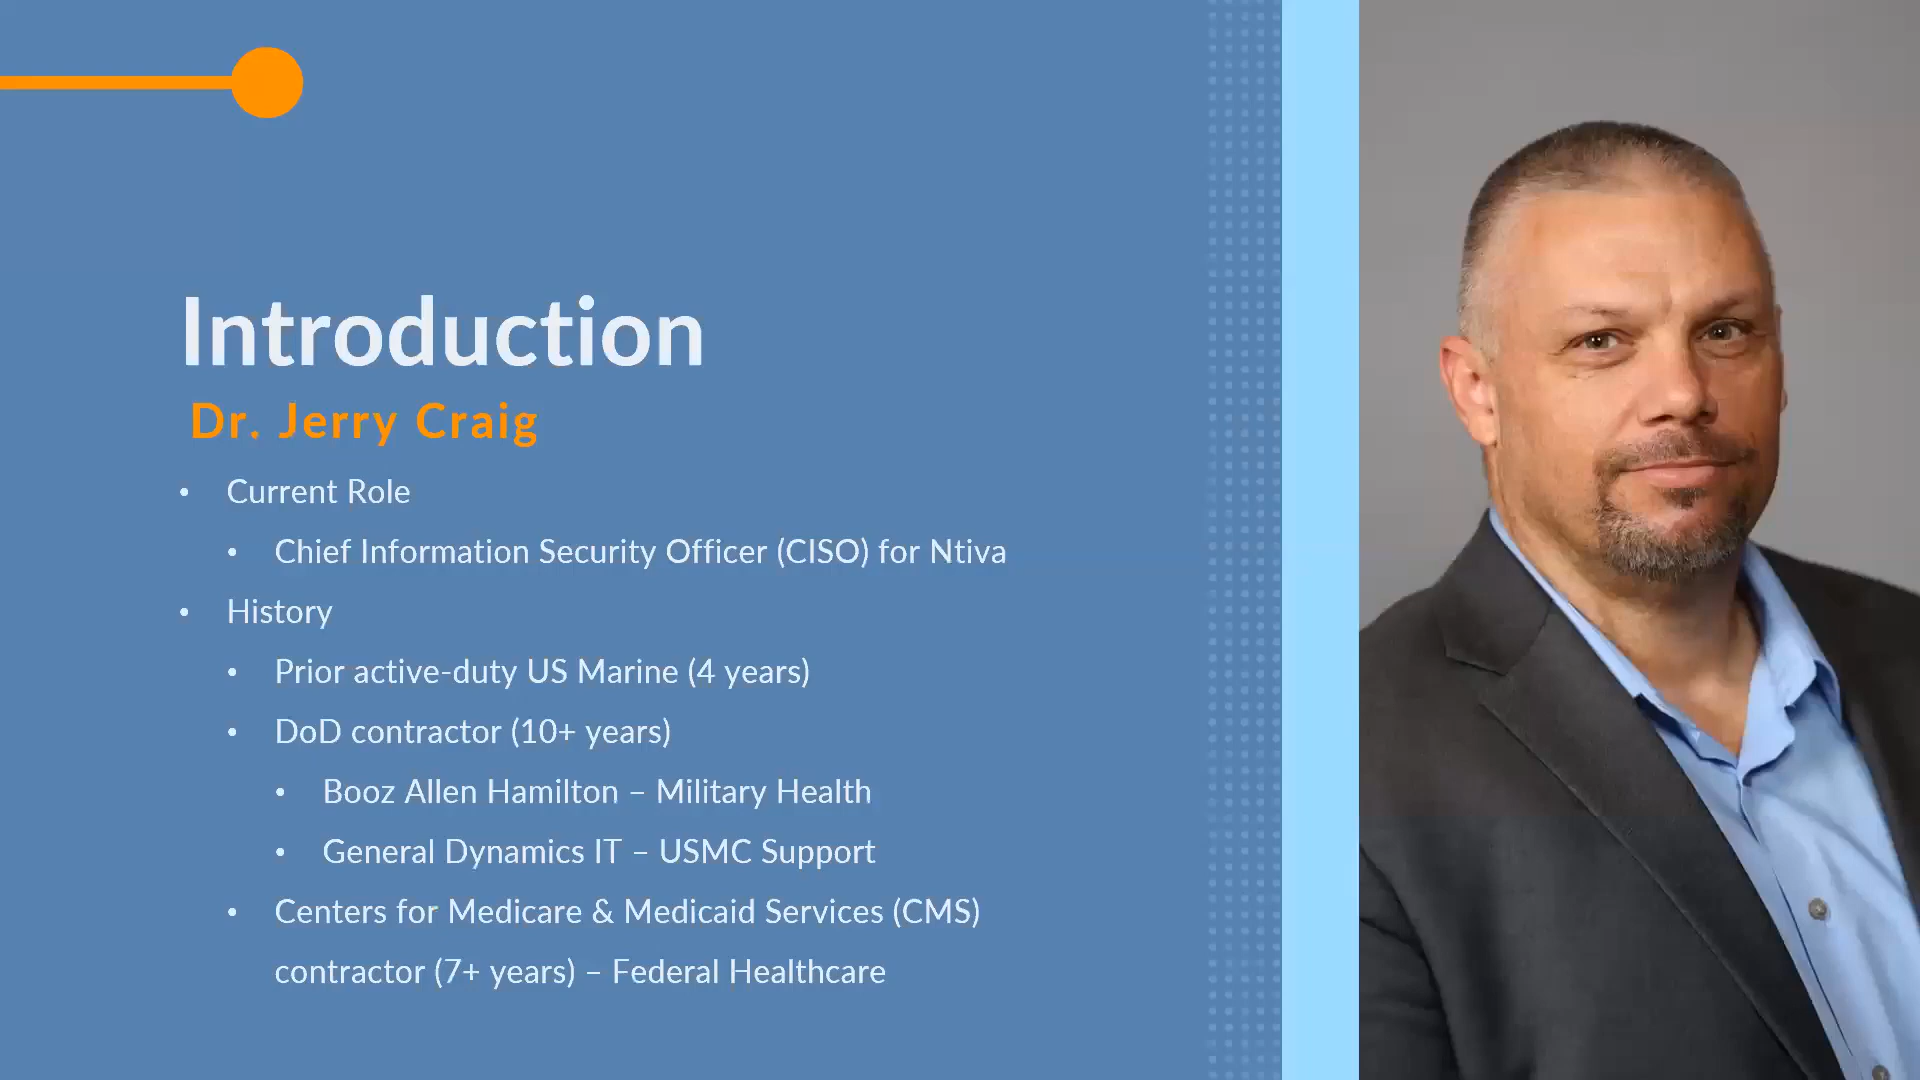 Introduction
Dr. Jerry Craig
• Current Role
• Chief Information Security Officer (CISO) for Ntiva
• History
• Prior active-duty US Marine (4 years)
• DoD contractor (10+ years)
• Booz Allen Hamilton – Military Health
• General Dynamics IT – USMC Support
• Centers for Medicare & Medicaid Services (CMS)
contractor (7+ years) – Federal Healthcare